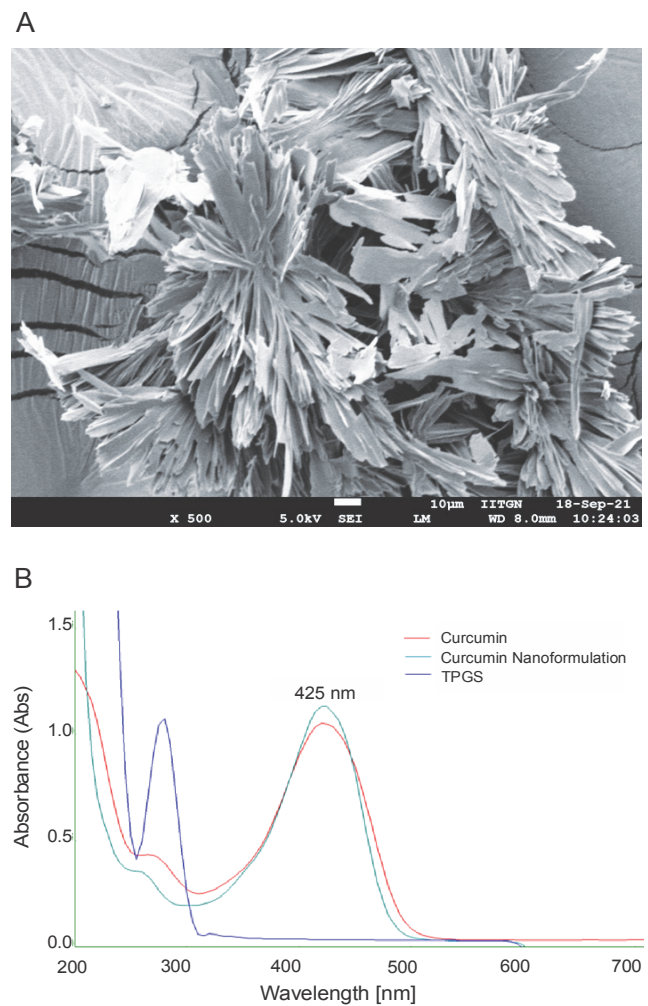 A
10µm IITGN 18-Sep-21
X 500 5.0kV SEI LM WD 8.0mm 10:24:03
B
1.5
1.0
0.5
0.0
Absorbance (Abs)
425 nm
Curcumin
Curcumin Nanoformulation
TPGS
200 300 400 500 600 700
Wavelength [nm]